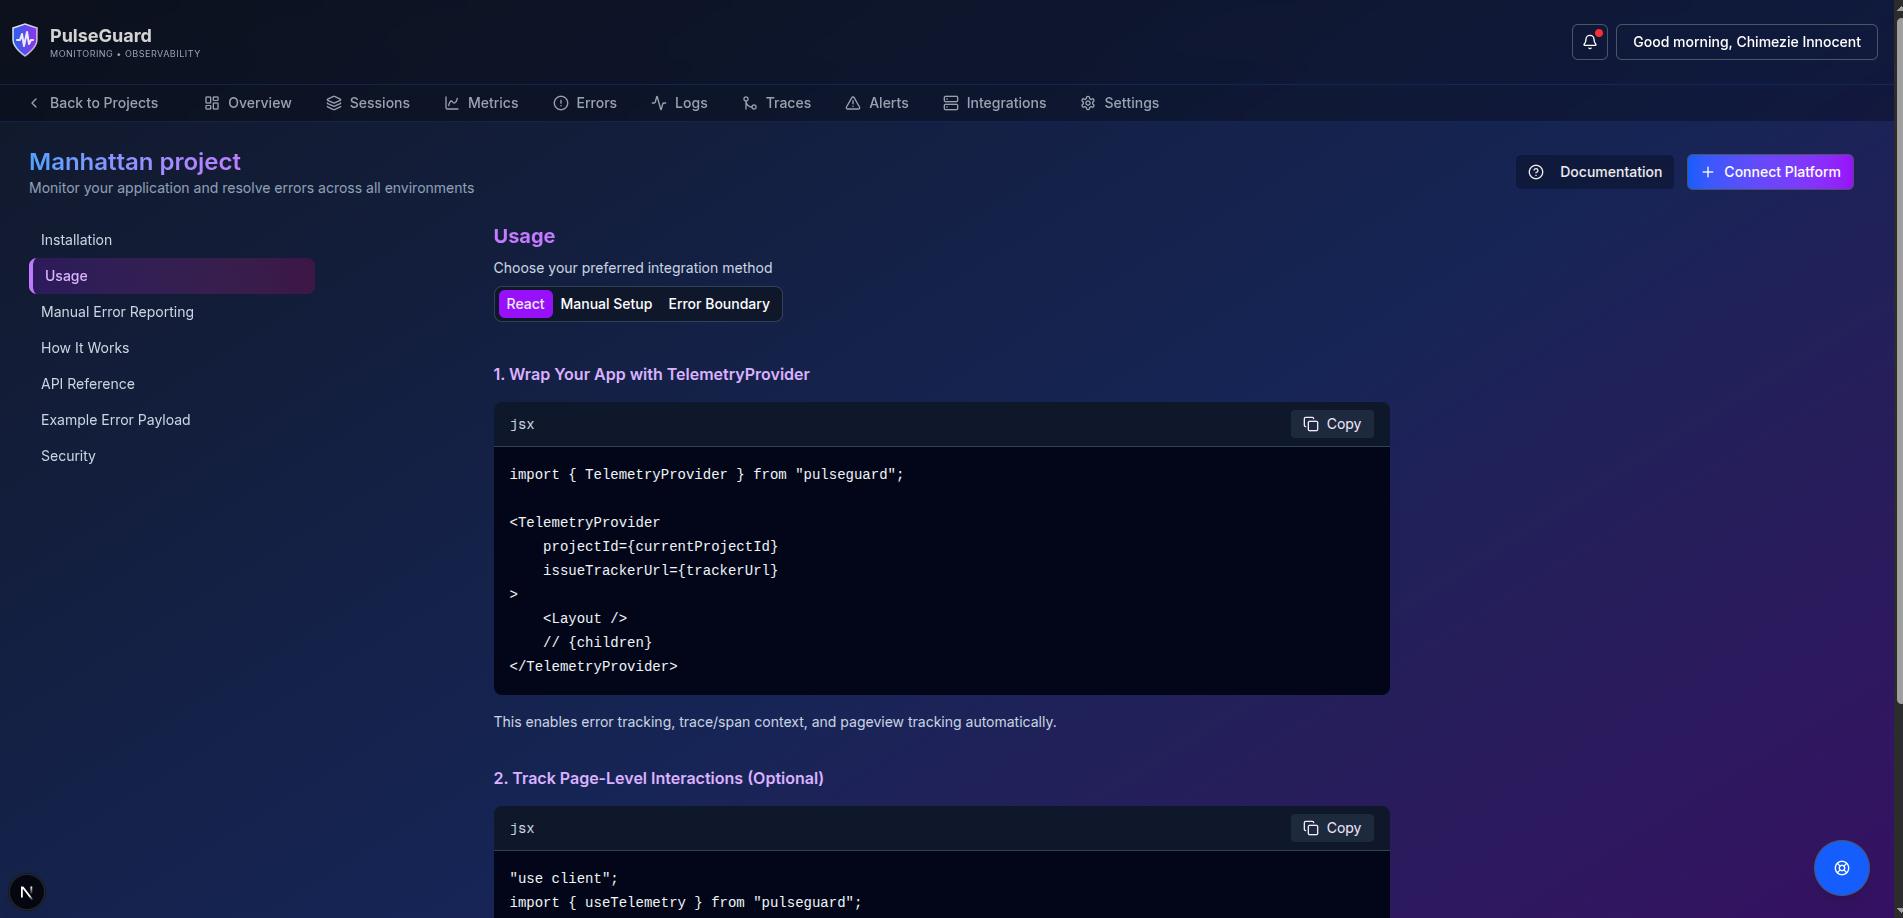 PulseGuard
MONITORING • OBSERVABILITY
Good morning, Chimezie Innocent
Back to Projects
Overview
Sessions
Metrics
Errors
Logs
Traces
Alerts
Integrations
Settings
Manhattan project
Monitor your application and resolve errors across all environments
Documentation
Connect Platform
Installation
Usage
Manual Error Reporting
How It Works
API Reference
Example Error Payload
Security
Usage
Choose your preferred integration method
React
Manual Setup
Error Boundary
1. Wrap Your App with TelemetryProvider
jsx
Copy
import { TelemetryProvider } from "pulseguard";
<TelemetryProvider
    projectId={currentProjectId}
    issueTrackerUrl={trackerUrl}
>
    <Layout />
    // {children}
</TelemetryProvider>
This enables error tracking, trace/span context, and pageview tracking automatically.
2. Track Page-Level Interactions (Optional)
jsx
Copy
"use client";
import { useTelemetry } from "pulseguard";
N